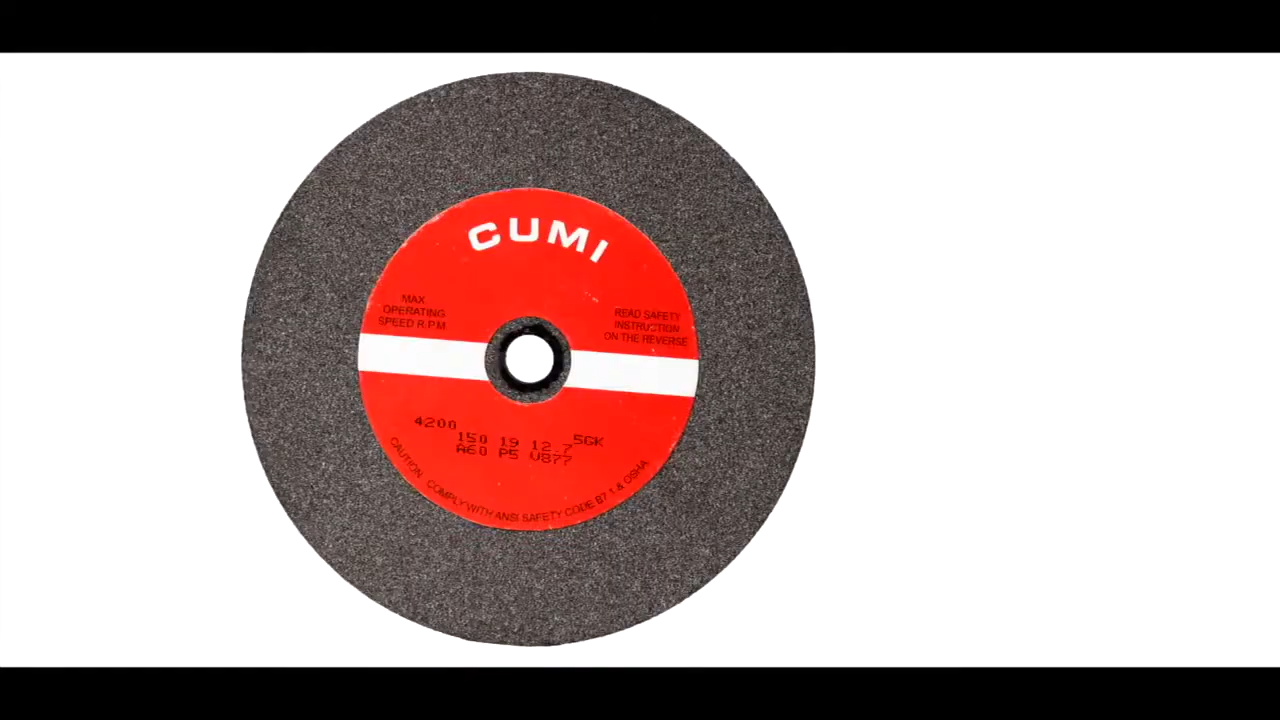 CUMI
MAX
OPERATING
SPEED R.P.M
READ SAFETY
INSTRUCTION
ON THE REVERSE
4200
150 19 12.7 5GK
A60 P5 V877
CAUTION COMPLY WITH ANSI SAFETY CODE B7.1 & OSHA